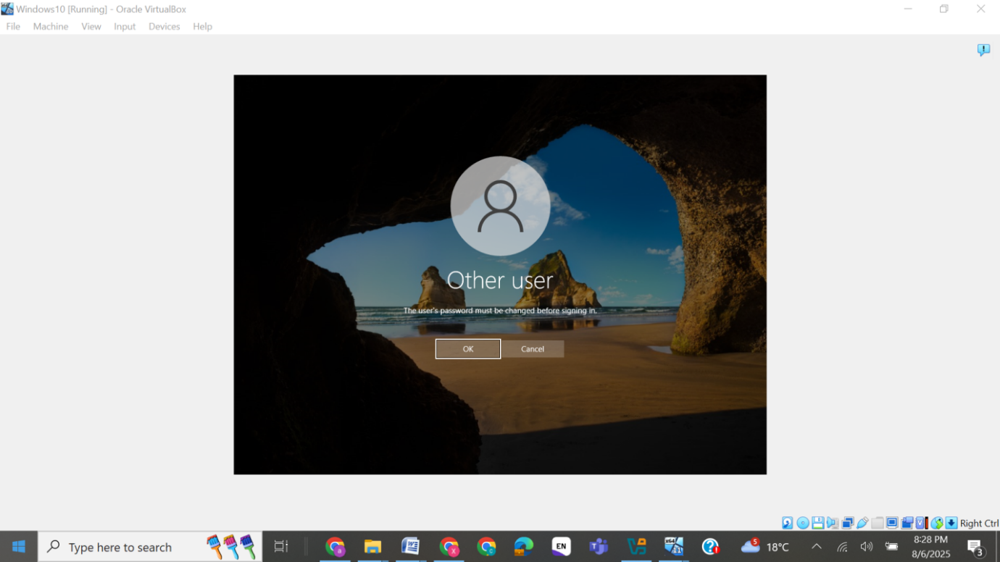 Windows10 [Running] - Oracle VirtualBox
File Machine View Input Devices Help
Other user
The user's password must be changed before signing in.
OK Cancel
Right Ctrl
Type here to search
EN
x64
11
5
18°C
8:28 PM
8/6/2025
3